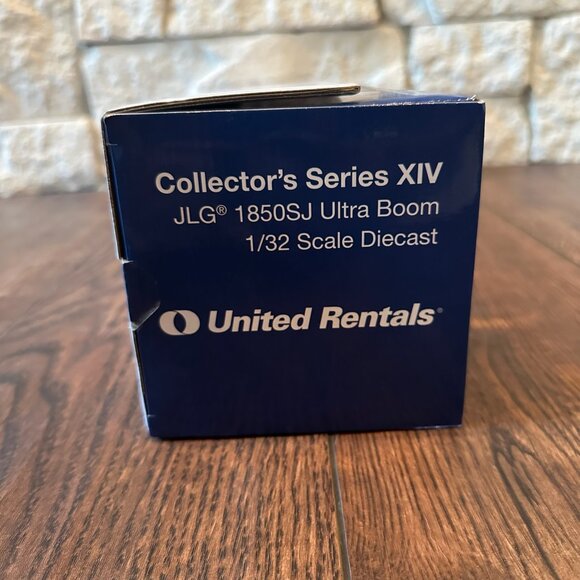 Collector's Series XIV
JLG® 1850SJ Ultra Boom
1/32 Scale Diecast
United Rentals®